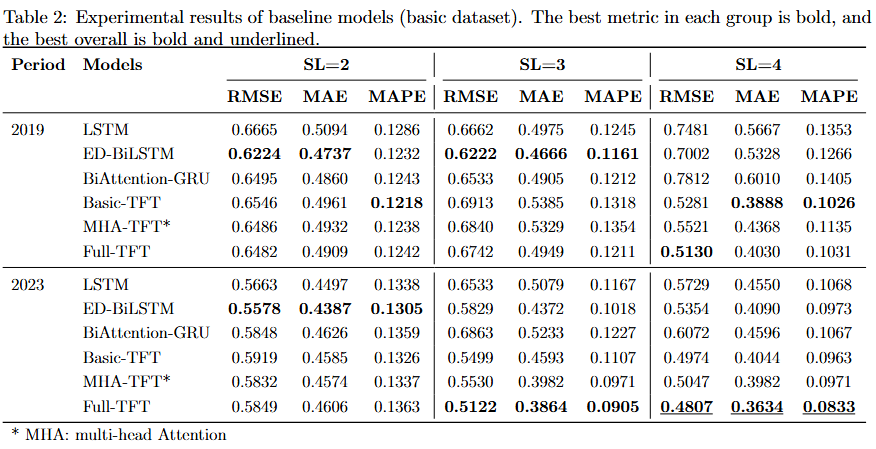 Table 2: Experimental results of baseline models (basic dataset). The best metric in each group is bold, and
the best overall is bold and underlined.
Period Models SL=2 SL=3 SL=4
RMSE MAE MAPE RMSE MAE MAPE RMSE MAE MAPE
2019 LSTM 0.6665 0.5094 0.1286 0.6662 0.4975 0.1245 0.7481 0.5667 0.1353
ED-BiLSTM 0.6224 0.4737 0.1232 0.6222 0.4666 0.1161 0.7002 0.5328 0.1266
BiAttention-GRU 0.6495 0.4860 0.1243 0.6533 0.4905 0.1212 0.7812 0.6010 0.1405
Basic-TFT 0.6546 0.4961 0.1218 0.6913 0.5385 0.1318 0.5281 0.3888 0.1026
MHA-TFT* 0.6486 0.4932 0.1238 0.6840 0.5329 0.1354 0.5521 0.4368 0.1135
Full-TFT 0.6482 0.4909 0.1242 0.6742 0.4949 0.1211 0.5130 0.4030 0.1031
2023 LSTM 0.5663 0.4497 0.1338 0.6533 0.5079 0.1167 0.5729 0.4550 0.1068
ED-BiLSTM 0.5578 0.4387 0.1305 0.5829 0.4372 0.1018 0.5354 0.4090 0.0973
BiAttention-GRU 0.5848 0.4626 0.1359 0.6863 0.5233 0.1227 0.6072 0.4596 0.1067
Basic-TFT 0.5919 0.4585 0.1326 0.5499 0.4593 0.1107 0.4974 0.4044 0.0963
MHA-TFT* 0.5832 0.4574 0.1337 0.5530 0.3982 0.0971 0.5047 0.3982 0.0971
Full-TFT 0.5849 0.4606 0.1363 0.5122 0.3864 0.0905 0.4807 0.3634 0.0833
* MHA: multi-head Attention